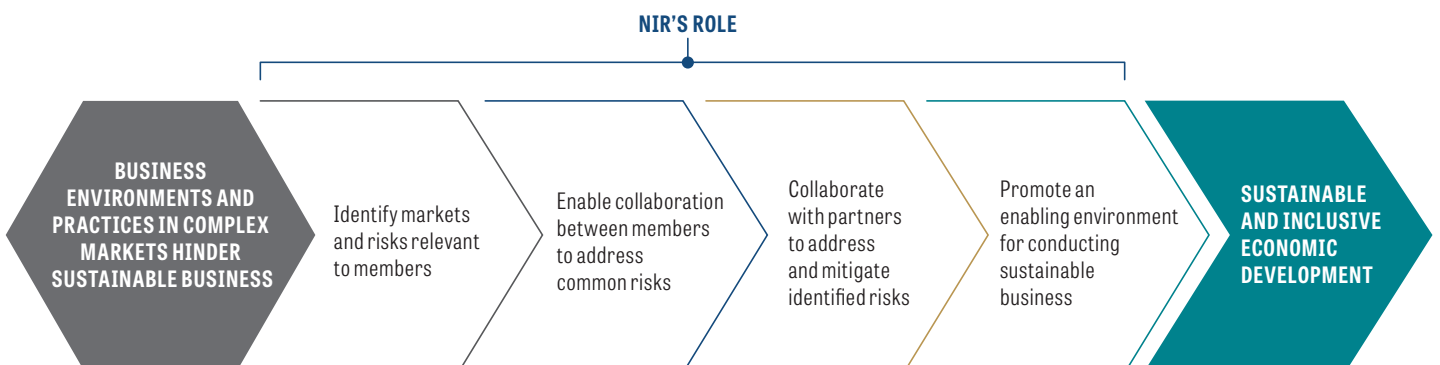 NIR'S ROLE
BUSINESS
ENVIRONMENTS AND
PRACTICES IN COMPLEX
MARKETS HINDER
SUSTAINABLE BUSINESS
Identify markets
and risks relevant
to members
Enable collaboration
between members
to address
common risks
Collaborate
with partners
to address
and mitigate
identified risks
Promote an
enabling environment
for conducting
sustainable
business
SUSTAINABLE
AND INCLUSIVE
ECONOMIC
DEVELOPMENT